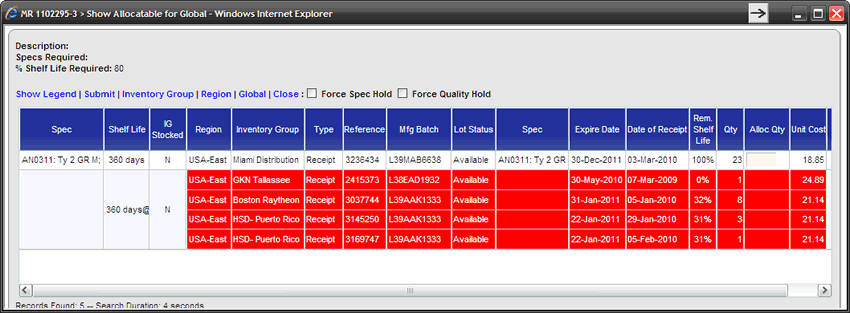 MR 1102295-3 > Show Allocatable for Global - Windows Internet Explorer
Description:
Specs Required:
% Shelf Life Required: 80
Show Legend | Submit | Inventory Group | Region | Global | Close : Force Spec Hold Force Quality Hold
Spec Shelf Life IG Stocked Region Inventory Group Type Reference Mfg Batch Lot Status Spec Expire Date Date of Receipt Rem. Shelf Life Qty Alloc Qty Unit Cost
AN0311: Ty 2 GR M; 360 days N USA-East Miami Distribution Receipt 3236434 L39MAB6638 Available AN0311: Ty 2 GR 30-Dec-2011 03-Mar-2010 100% 23 18.85
360 days@ N
USA-East GKN Tallassee Receipt 2415373 L38EAD1932 Available 30-May-2010 07-Mar-2009 0% 1 24.89
USA-East Boston Raytheon Receipt 3037744 L39AAK1333 Available 31-Jan-2011 05-Jan-2010 32% 8 21.14
USA-East HSD- Puerto Rico Receipt 3145250 L39AAK1333 Available 22-Jan-2011 29-Jan-2010 31% 3 21.14
USA-East HSD- Puerto Rico Receipt 3169747 L39AAK1333 Available 22-Jan-2011 05-Feb-2010 31% 1 21.14
Records Found: 5 -- Search Duration: 4 seconds